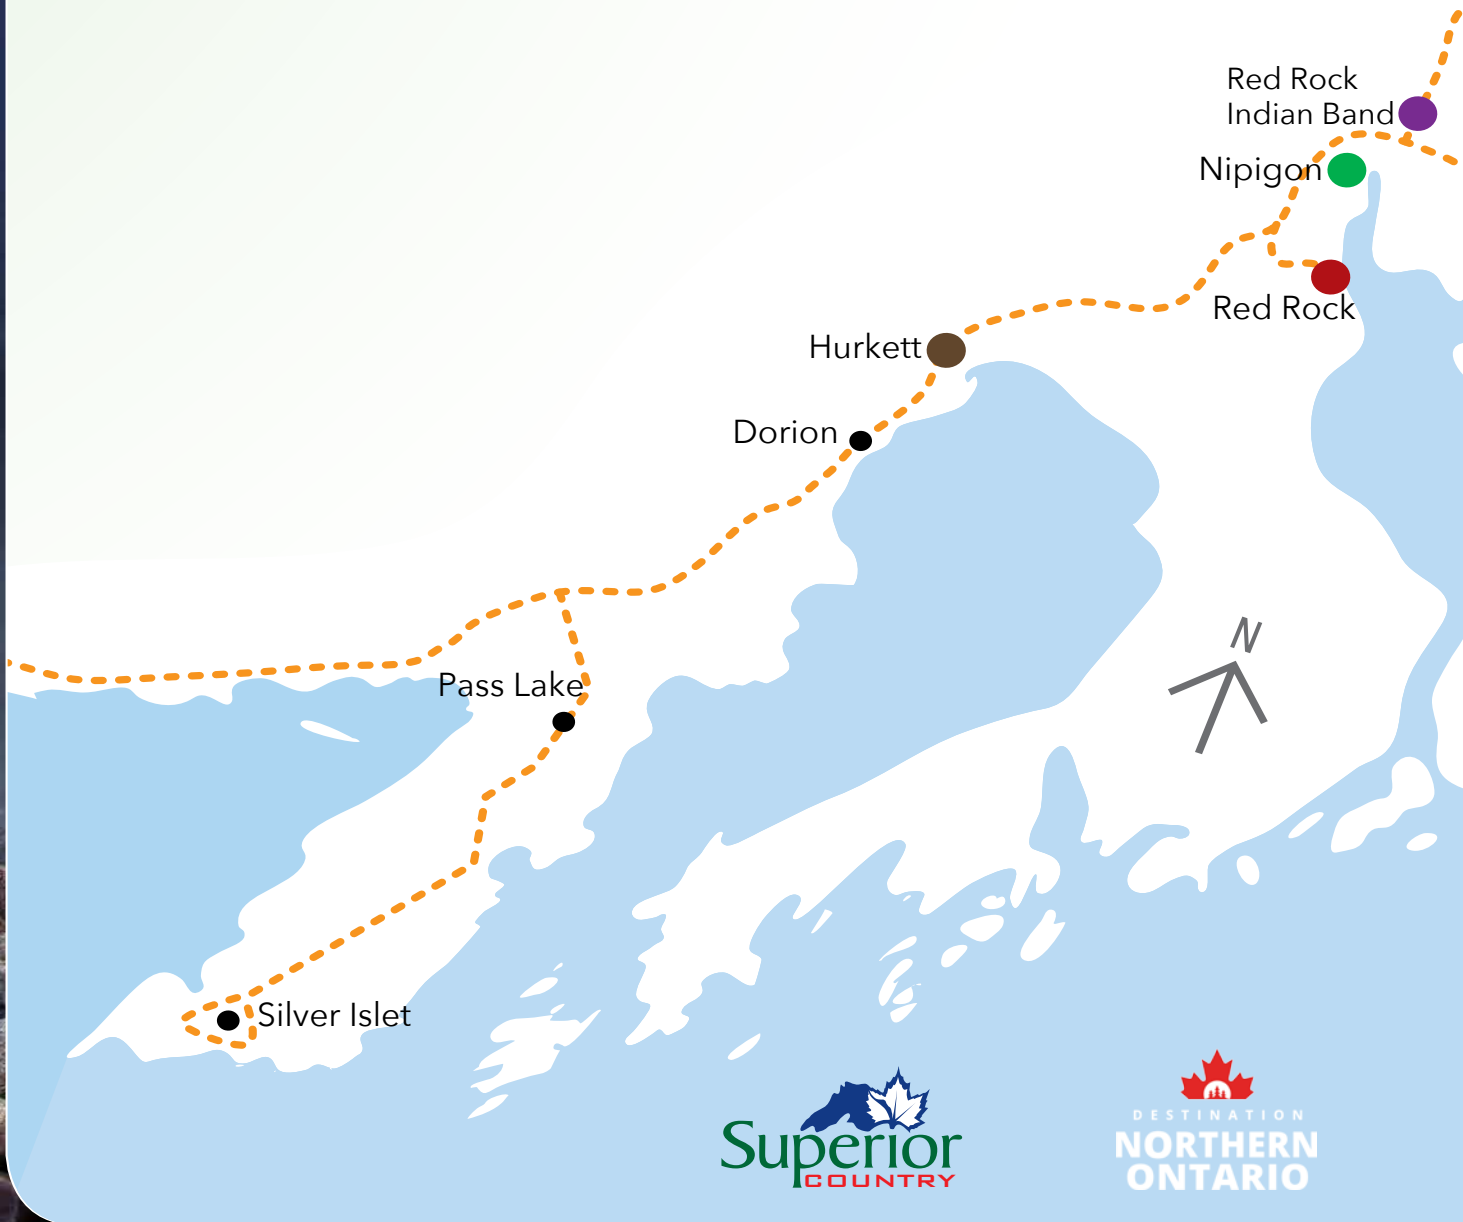 Red Rock
Indian Band
Nipigon
Red Rock
Hurkett
Dorion
N
Pass Lake
Silver Islet
Superior
COUNTRY
DESTINATION
NORTHERN
ONTARIO